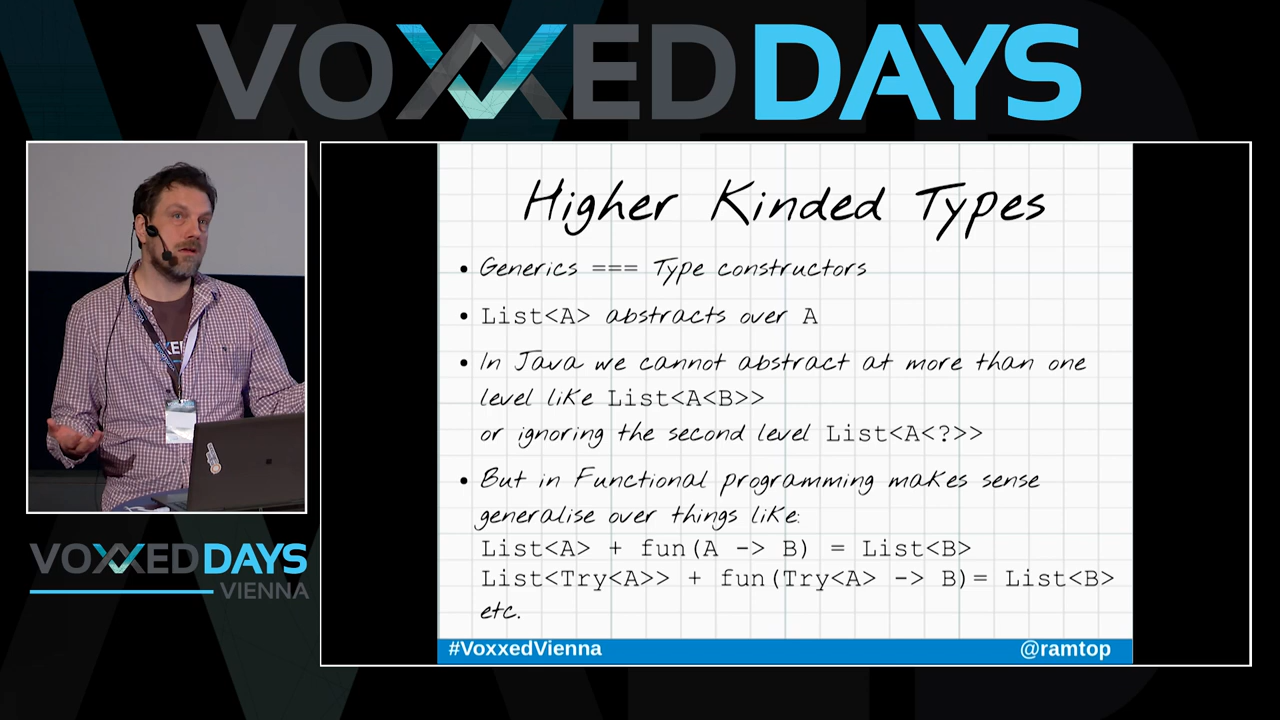 VOXXED DAYS
Higher Kinded Types
• Generics === Type constructors
• List<A> abstracts over A
• In Java we cannot abstract at more than one
level like List<A<B>>
or ignoring the second level List<A<?>>
• But in Functional programming makes sense
generalise over things like:
List<A> + fun(A -> B) = List<B>
List<Try<A>> + fun(Try<A> -> B)= List<B>
etc.
#VoxxedVienna @ramtop
VOXXED DAYS
VIENNA